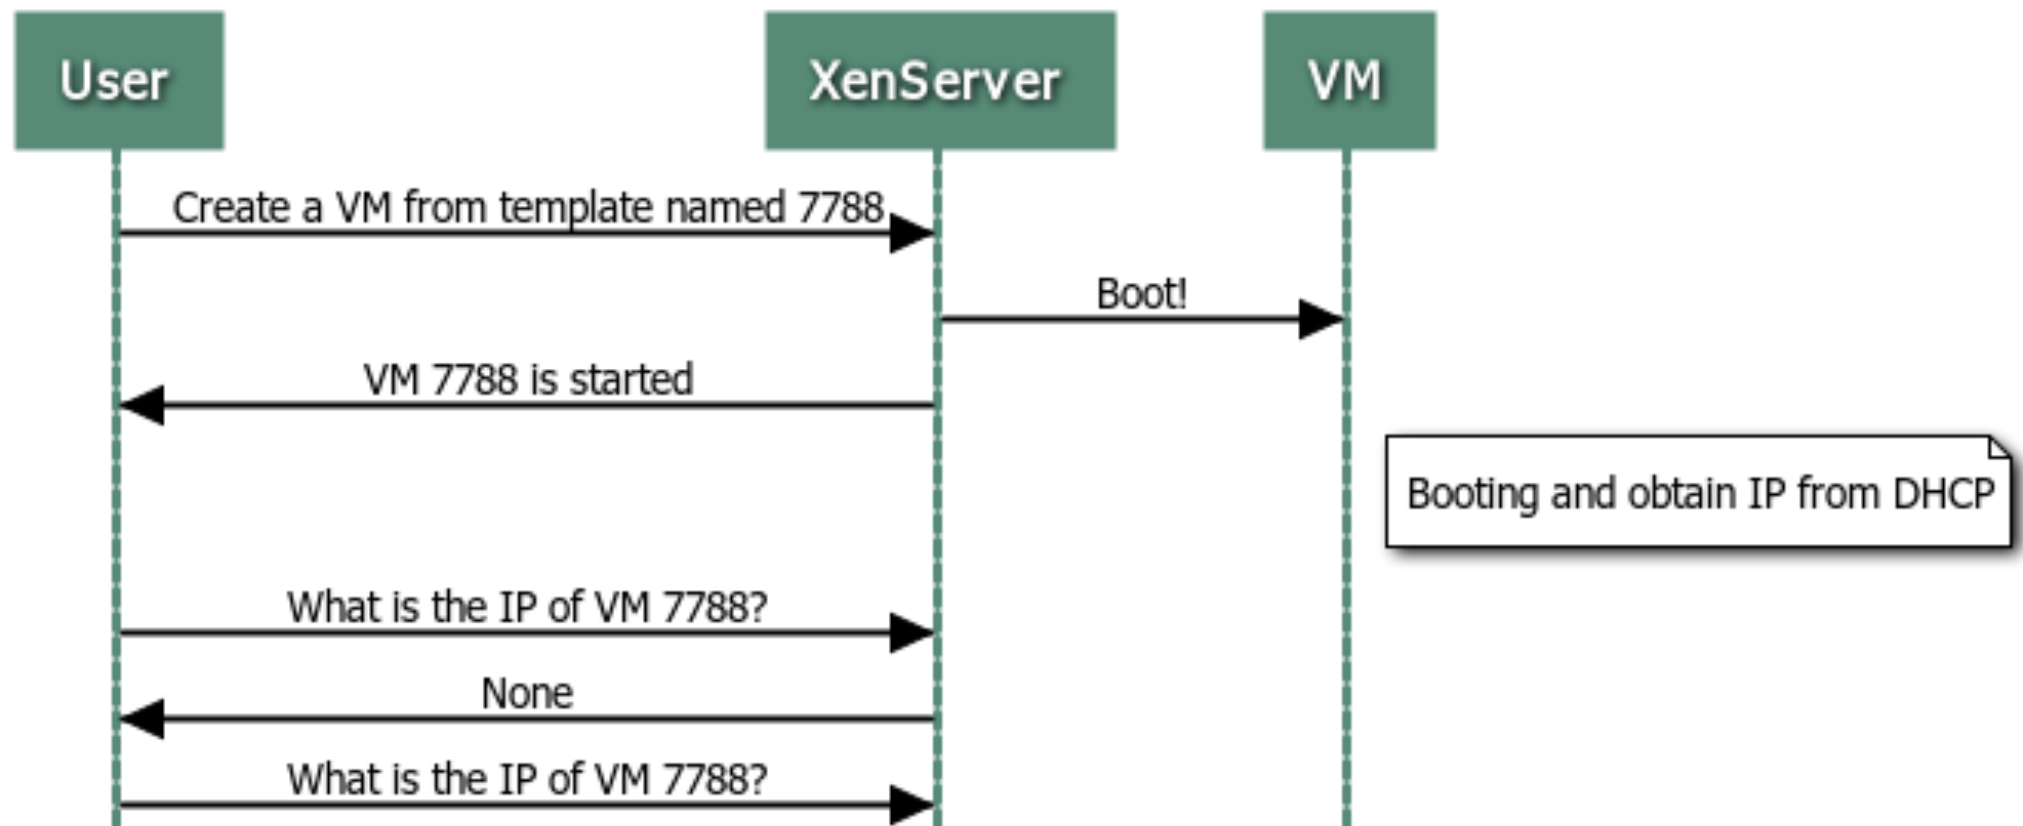 User
XenServer
VM
Create a VM from template named 7788
Boot!
VM 7788 is started
Booting and obtain IP from DHCP
What is the IP of VM 7788?
None
What is the IP of VM 7788?